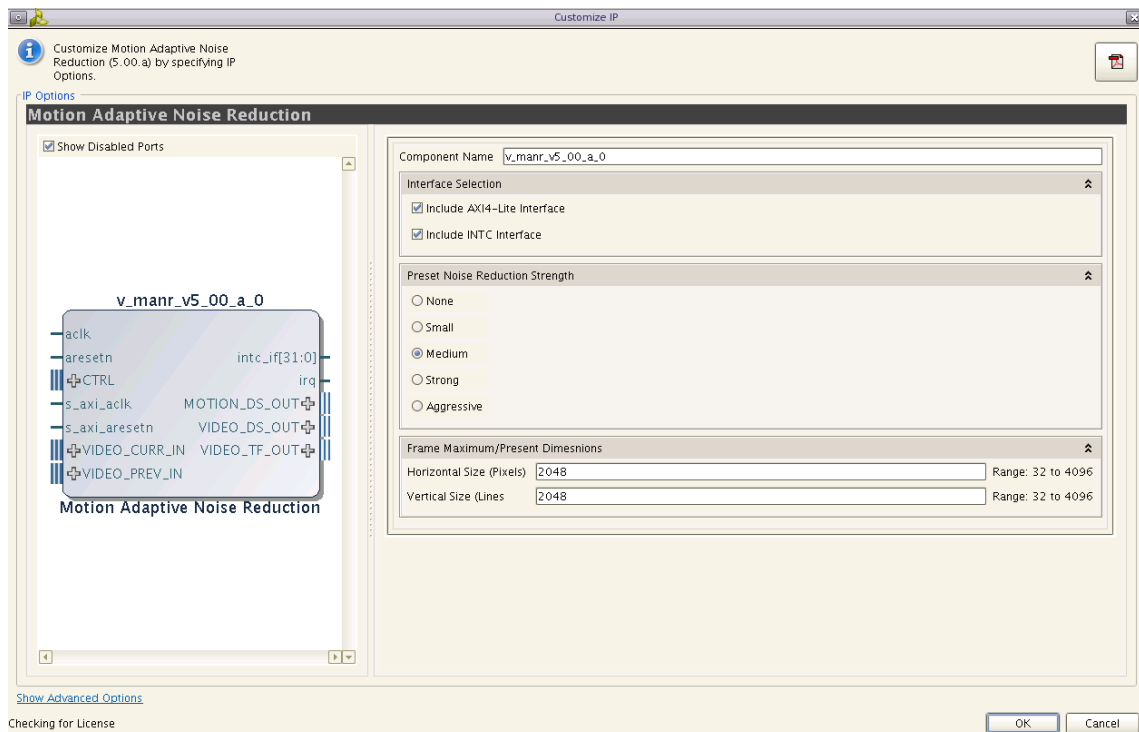 Customize IP
Customize Motion Adaptive Noise
Reduction (5.00.a) by specifying IP
Options.
IP Options
Motion Adaptive Noise Reduction
Show Disabled Ports
v_manr_v5_00_a_0
aclk
aresetn
intc_if[31:0]
CTRL
irq
s_axi_aclk
MOTION_DS_OUT
s_axi_aresetn
VIDEO_DS_OUT
VIDEO_CURR_IN
VIDEO_TF_OUT
VIDEO_PREV_IN
Motion Adaptive Noise Reduction
Component Name v_manr_v5_00_a_0
Interface Selection
Include AXI4-Lite Interface
Include INTC Interface
Preset Noise Reduction Strength
None
Small
Medium
Strong
Aggressive
Frame Maximum/Present Dimesnions
Horizontal Size (Pixels) 2048 Range: 32 to 4096
Vertical Size (Lines 2048 Range: 32 to 4096
Show Advanced Options
Checking for License
OK Cancel